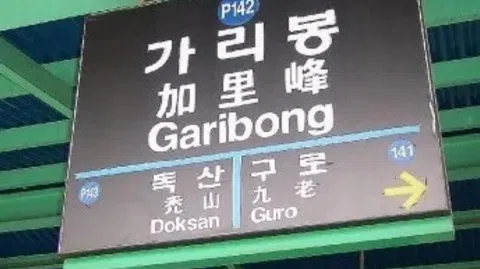 P142
가리봉
加里峰
Garibong
P143
독산
禿山
Doksan
구로
九老
Guro
141